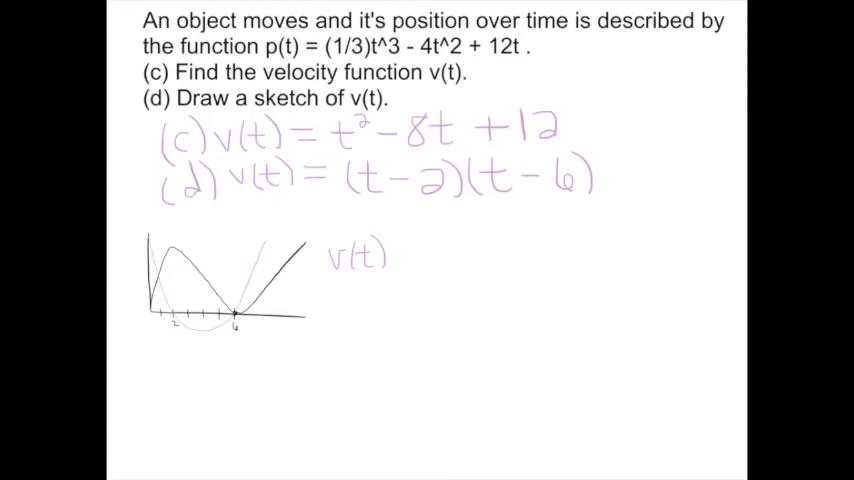 An object moves and it's position over time is described by
the function p(t) = (1/3)t^3 - 4t^2 + 12t .
(c) Find the velocity function v(t).
(d) Draw a sketch of v(t).
(c) v(t) = t² - 8t + 12
(d) v(t) = (t - 2)(t - 6)
v(t)
2 6